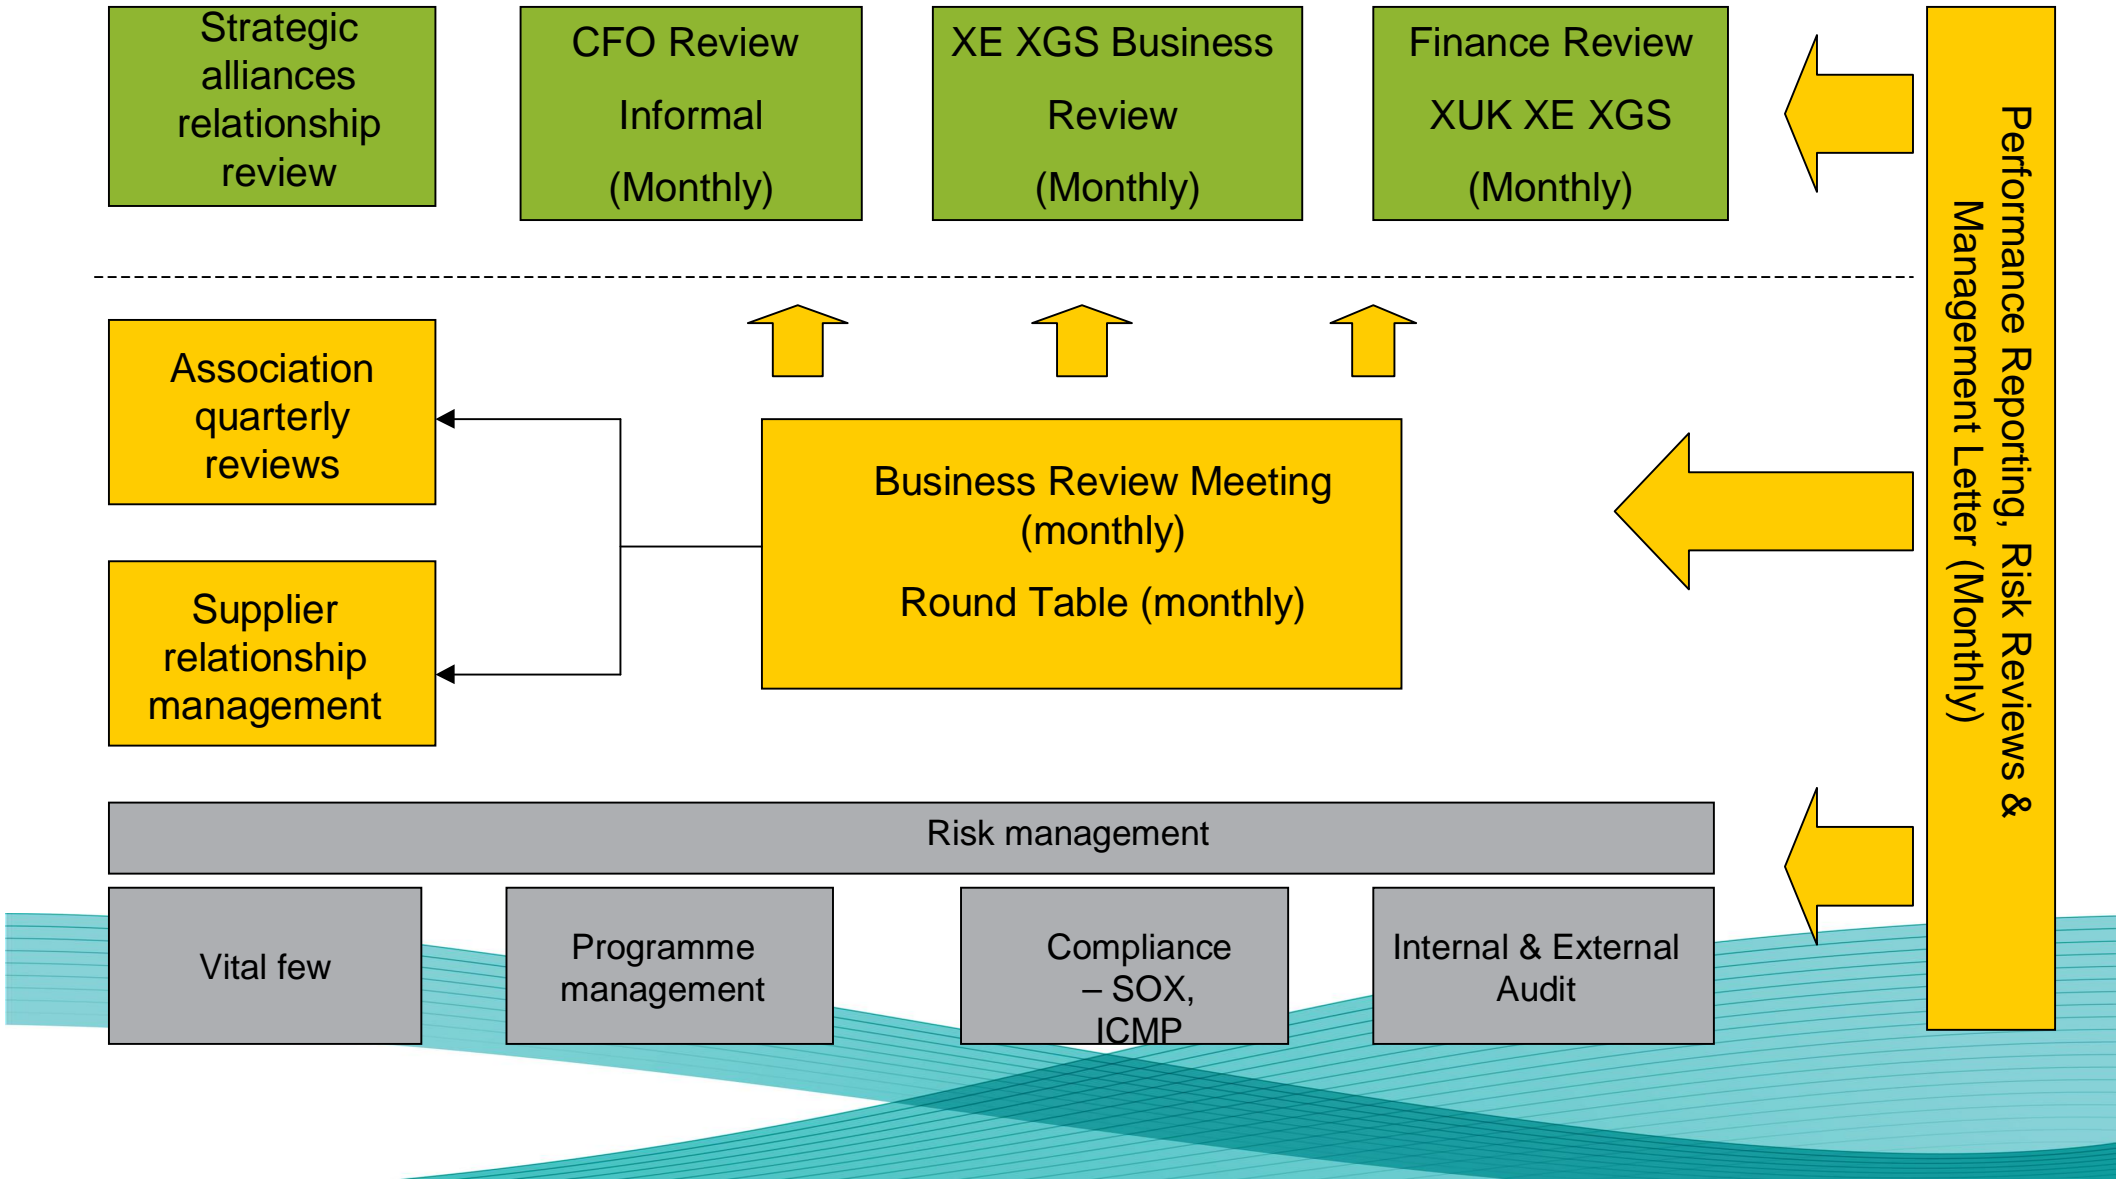 Strategic
alliances
relationship
review
CFO Review
Informal
(Monthly)
XE XGS Business
Review
(Monthly)
Finance Review
XUK XE XGS
(Monthly)
Performance Reporting, Risk Reviews &
Management Letter (Monthly)
Association
quarterly
reviews
Business Review Meeting
(monthly)
Round Table (monthly)
Supplier
relationship
management
Risk management
Vital few
Programme
management
Compliance
– SOX,
ICMP
Internal & External
Audit